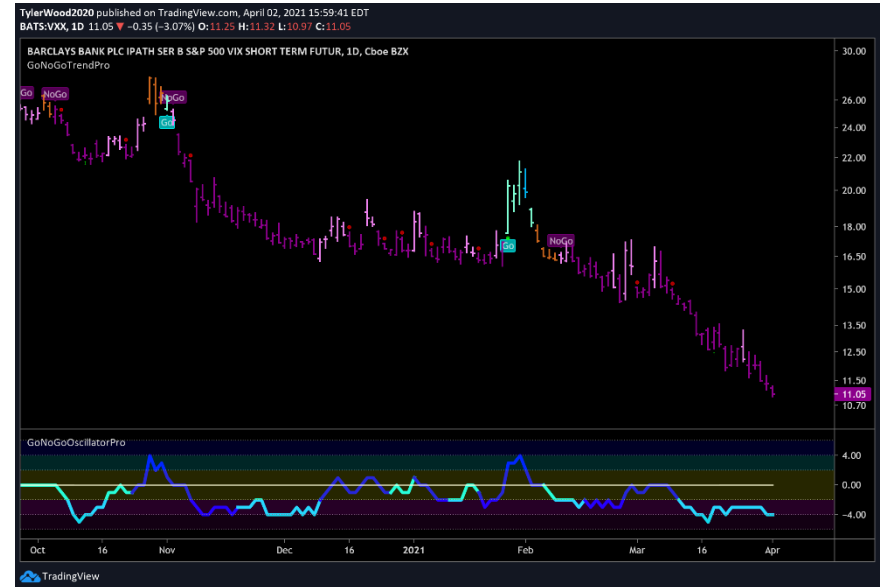 TylerWood2020 published on TradingView.com, April 02, 2021 15:59:41 EDT
BATS:VXX, 1D 11.05 ▼ −0.35 (−3.07%) O:11.25 H:11.32 L:10.97 C:11.05
BARCLAYS BANK PLC IPATH SER B S&P 500 VIX SHORT TERM FUTUR, 1D, Cboe BZX
GoNoGoTrendPro
30.00
Go NoGo NoGo
26.00
Go
24.00
22.00
20.00
18.00
Go NoGo
16.50
15.00
13.50
12.50
11.50
11.05
10.70
GoNoGoOscillatorPro
4.00
0.00
−4.00
Oct 16 Nov Dec 16 2021 Feb Mar 16 Apr
TradingView